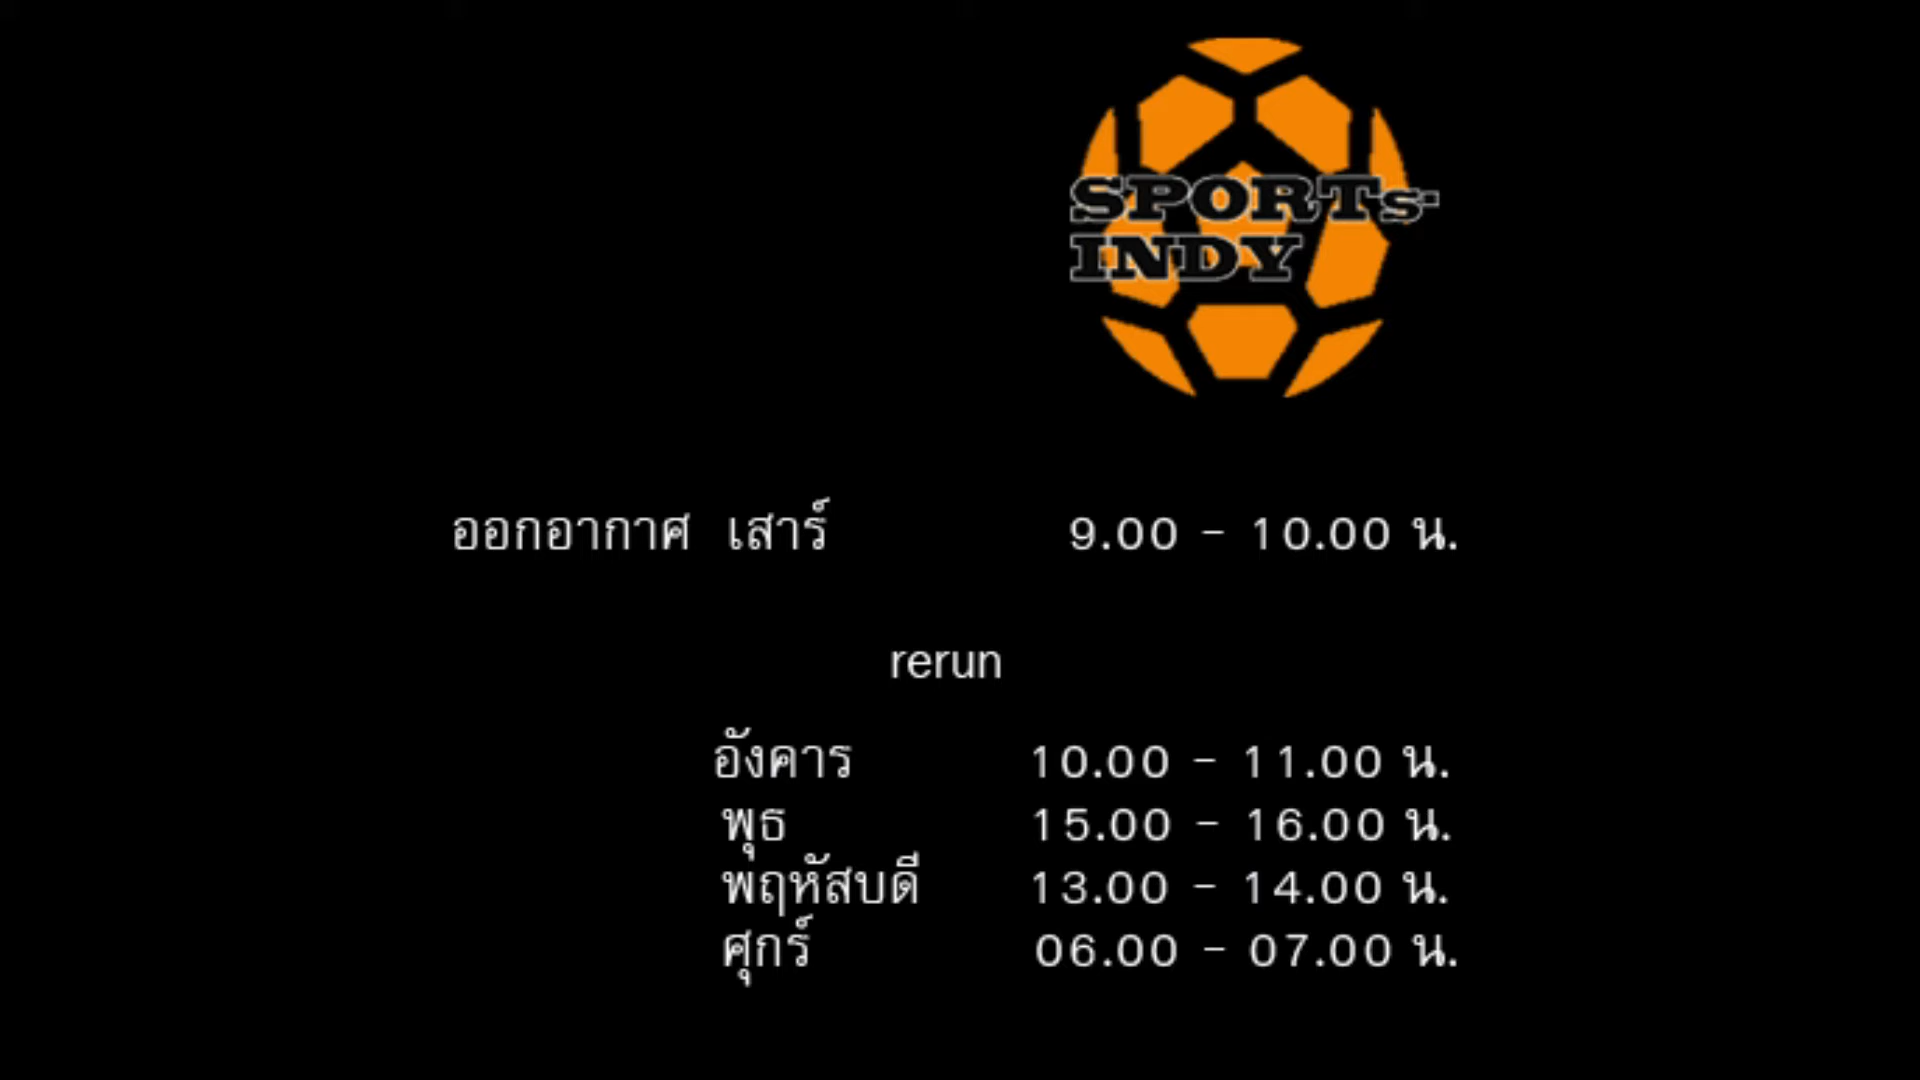 SPORTs-
INDY
ออกอากาศ เสาร์ 9.00 - 10.00 น.
rerun
อังคาร 10.00 - 11.00 น.
พุธ 15.00 - 16.00 น.
พฤหัสบดี 13.00 - 14.00 น.
ศุกร์ 06.00 - 07.00 น.